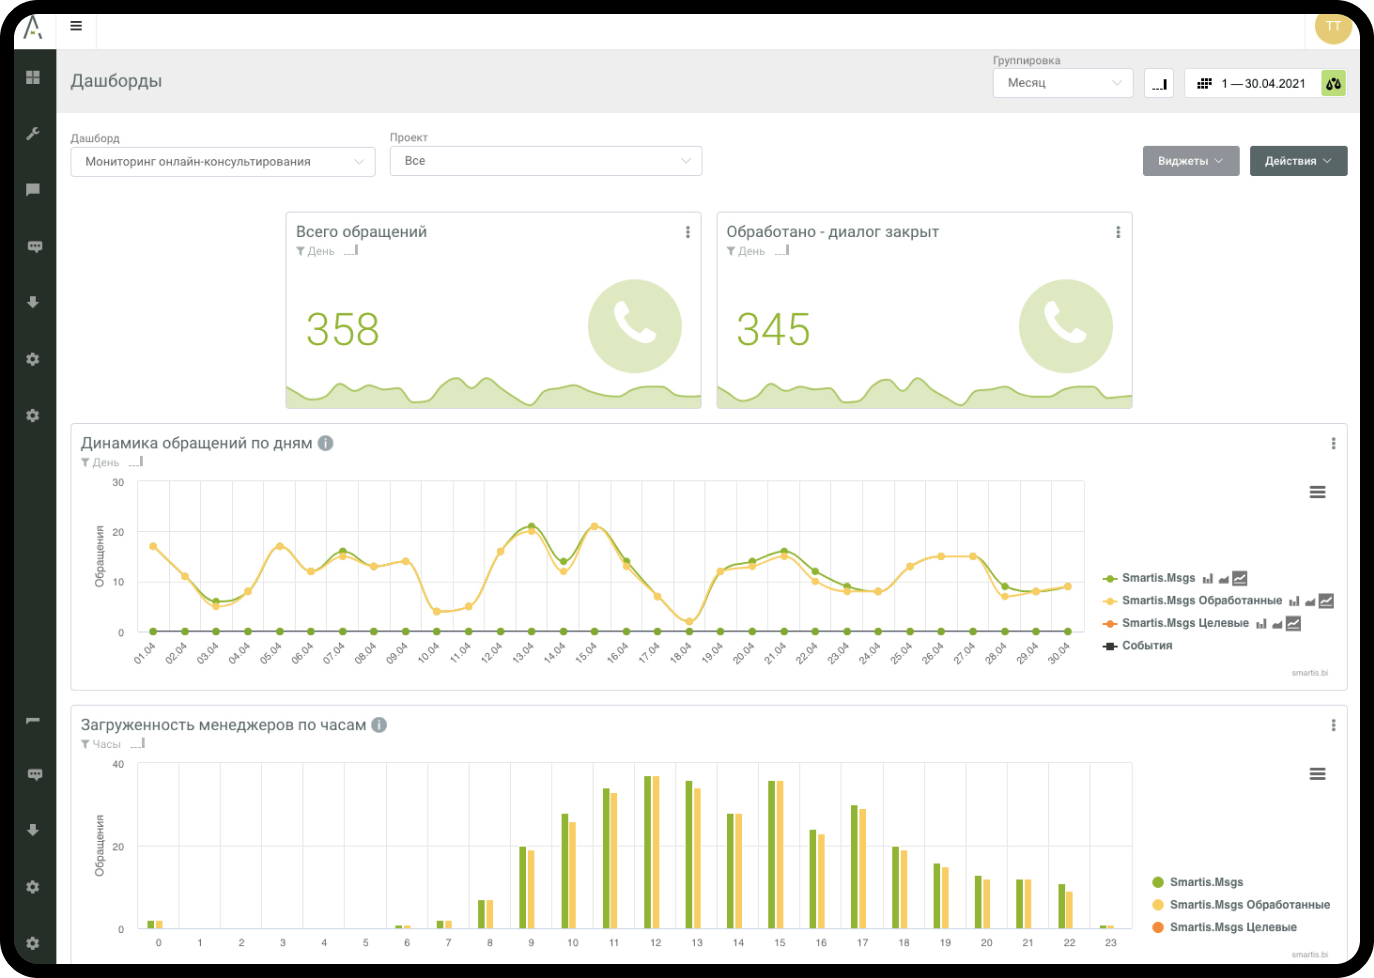 TT
Дашборды
Группировка
Месяц
1 — 30.04.2021
Дашборд
Мониторинг онлайн-консультирования
Проект
Все
Виджеты
Действия
Всего обращений
День
358
Обработано - диалог закрыт
День
345
Динамика обращений по дням
День
Обращения
30
20
10
0
01.04 02.04 03.04 04.04 05.04 06.04 07.04 08.04 09.04 10.04 11.04 12.04 13.04 14.04 15.04 16.04 17.04 18.04 19.04 20.04 21.04 22.04 23.04 24.04 25.04 26.04 27.04 28.04 29.04 30.04
Smartis.Msgs
Smartis.Msgs Обработанные
Smartis.Msgs Целевые
События
smartis.bi
Загруженность менеджеров по часам
Часы
Обращения
40
20
0
0 1 2 3 4 5 6 7 8 9 10 11 12 13 14 15 16 17 18 19 20 21 22 23
Smartis.Msgs
Smartis.Msgs Обработанные
Smartis.Msgs Целевые
smartis.bi